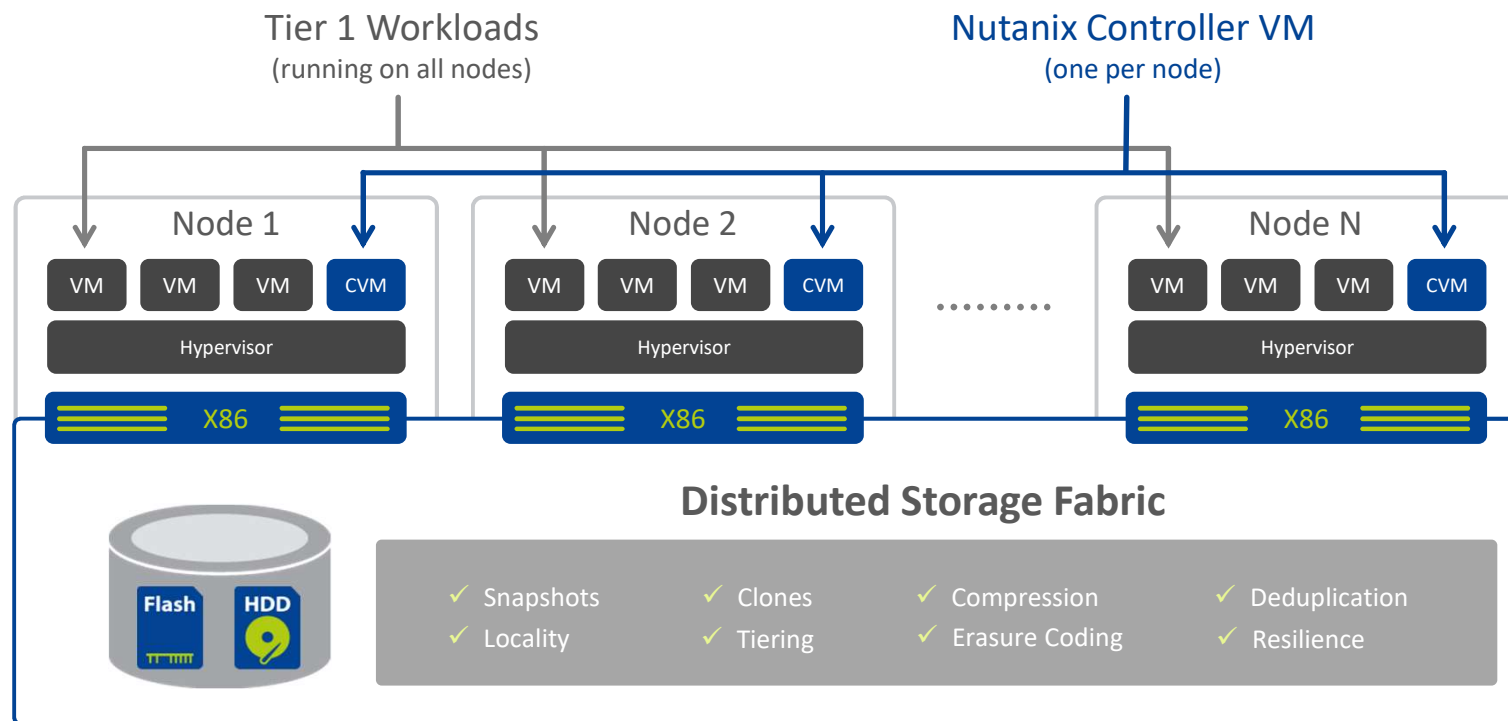 Tier 1 Workloads
(running on all nodes)
Nutanix Controller VM
(one per node)
Node 1
Node 2
Node N
VM VM VM CVM
VM VM VM CVM
VM VM VM CVM
Hypervisor
Hypervisor
Hypervisor
X86
X86
X86
Distributed Storage Fabric
Flash
HDD
✓ Snapshots ✓ Clones ✓ Compression ✓ Deduplication
✓ Locality ✓ Tiering ✓ Erasure Coding ✓ Resilience